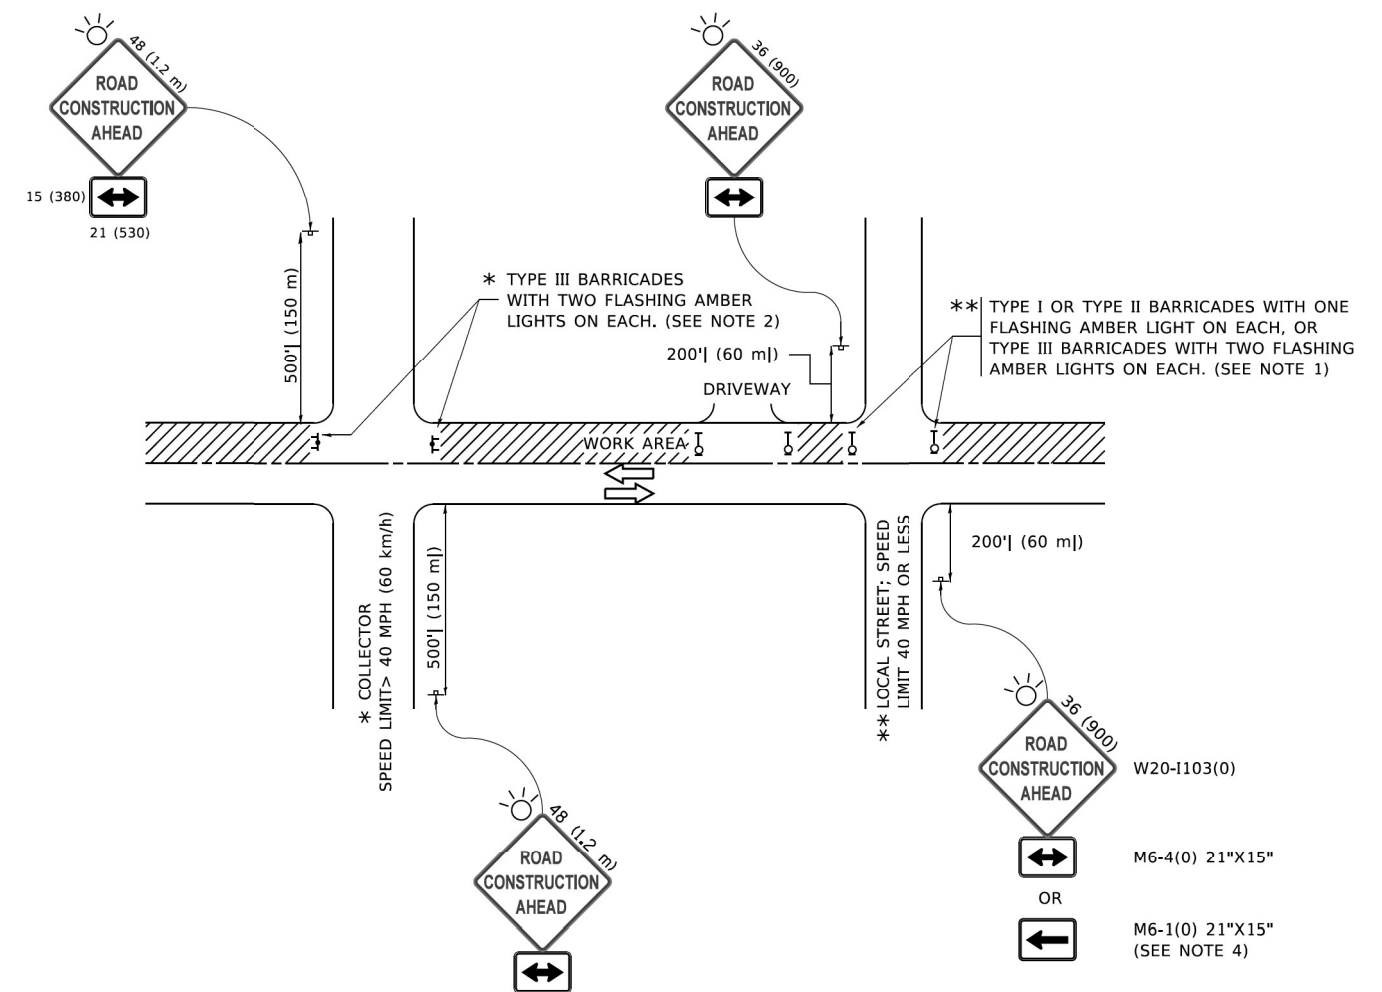 48 (1.2 m)
ROAD
CONSTRUCTION
AHEAD
15 (380)
21 (530)
36 (900)
ROAD
CONSTRUCTION
AHEAD
500'| (150 m)
* TYPE III BARRICADES
WITH TWO FLASHING AMBER
LIGHTS ON EACH. (SEE NOTE 2)
200'| (60 m|)
DRIVEWAY
** TYPE I OR TYPE II BARRICADES WITH ONE
FLASHING AMBER LIGHT ON EACH, OR
TYPE III BARRICADES WITH TWO FLASHING
AMBER LIGHTS ON EACH. (SEE NOTE 1)
WORK AREA
* COLLECTOR
SPEED LIMIT> 40 MPH (60 km/h)
500'| (150 m|)
** LOCAL STREET; SPEED
LIMIT 40 MPH OR LESS
200'| (60 m|)
48 (1.2 m)
ROAD
CONSTRUCTION
AHEAD
36 (900)
ROAD
CONSTRUCTION
AHEAD
W20-I103(0)
M6-4(0) 21"X15"
OR
M6-1(0) 21"X15"
(SEE NOTE 4)